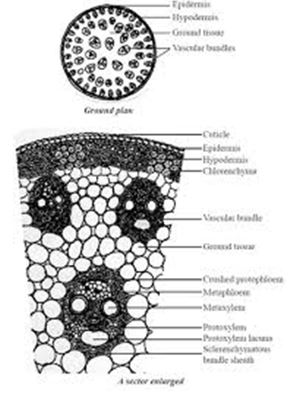 Epidermis
Hypodermis
Ground tissue
Vascular bundles
Ground plan
Cuticle
Epidermis
Hypodermis
Chlorenchyma
Vascular bundle
Ground tissue
Crushed protophloem
Metaphloem
Metaxylem
Protoxylem
Protoxylem lacuna
Sclerenchymatous
bundle sheath
A sector enlarged